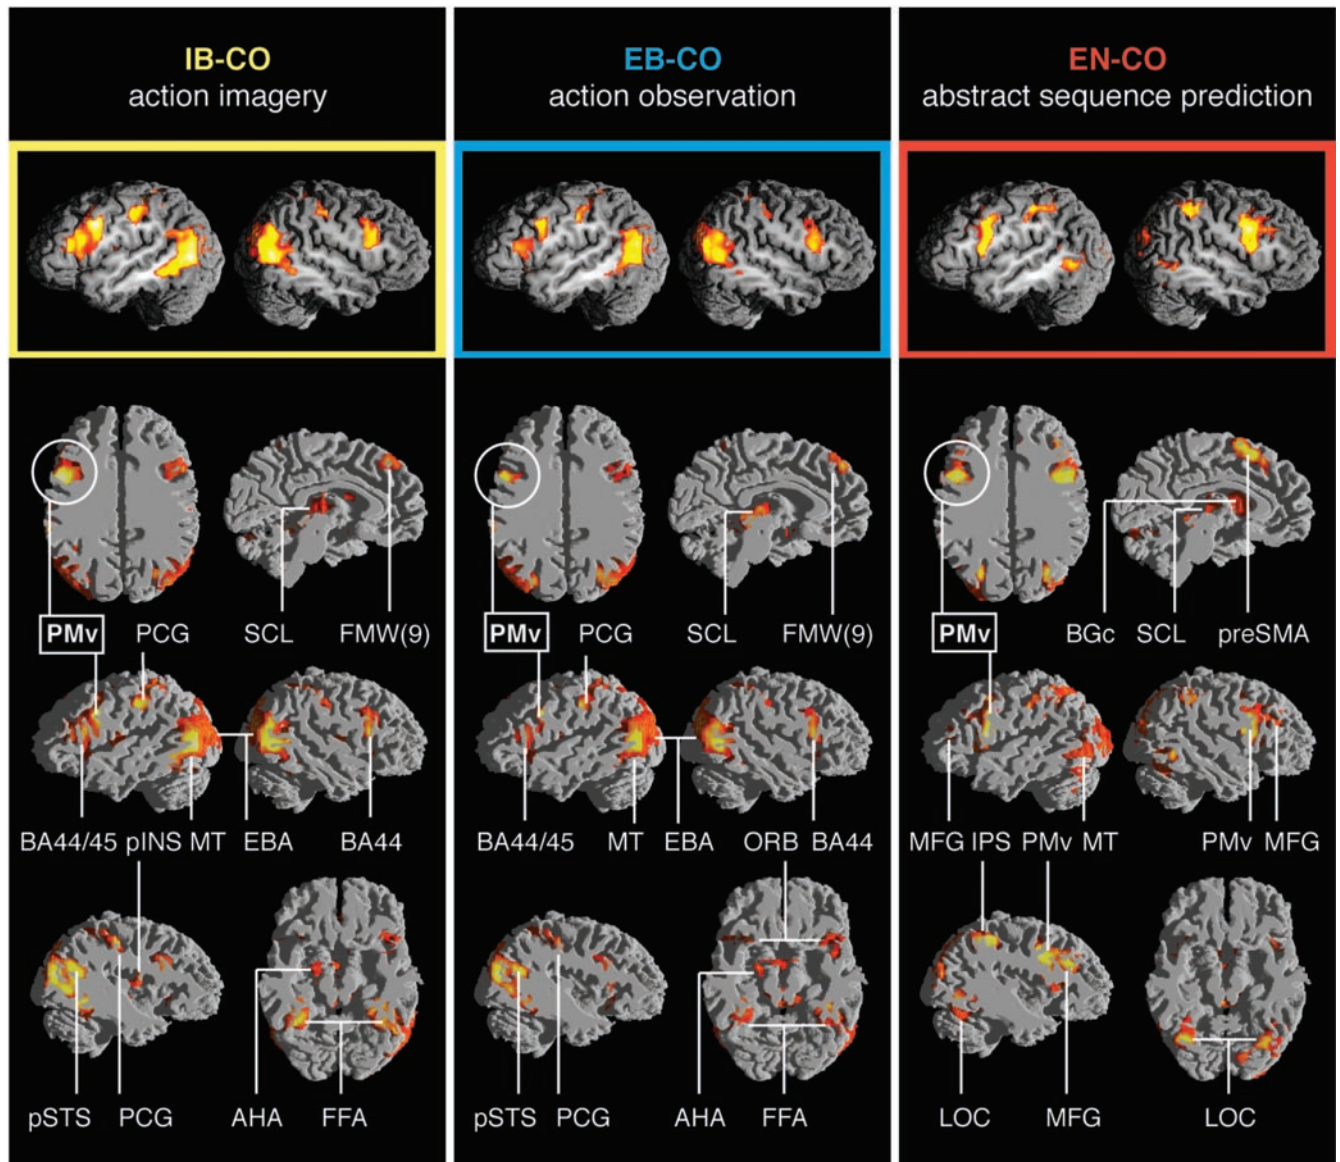 IB-CO
action imagery
EB-CO
action observation
EN-CO
abstract sequence prediction
PMv PCG SCL FMW(9)
PMv PCG SCL FMW(9)
PMv BGc SCL preSMA
BA44/45 pINS MT EBA BA44
BA44/45 MT EBA ORB BA44
MFG IPS PMv MT PMv MFG
pSTS PCG AHA FFA
pSTS PCG AHA FFA
LOC MFG LOC